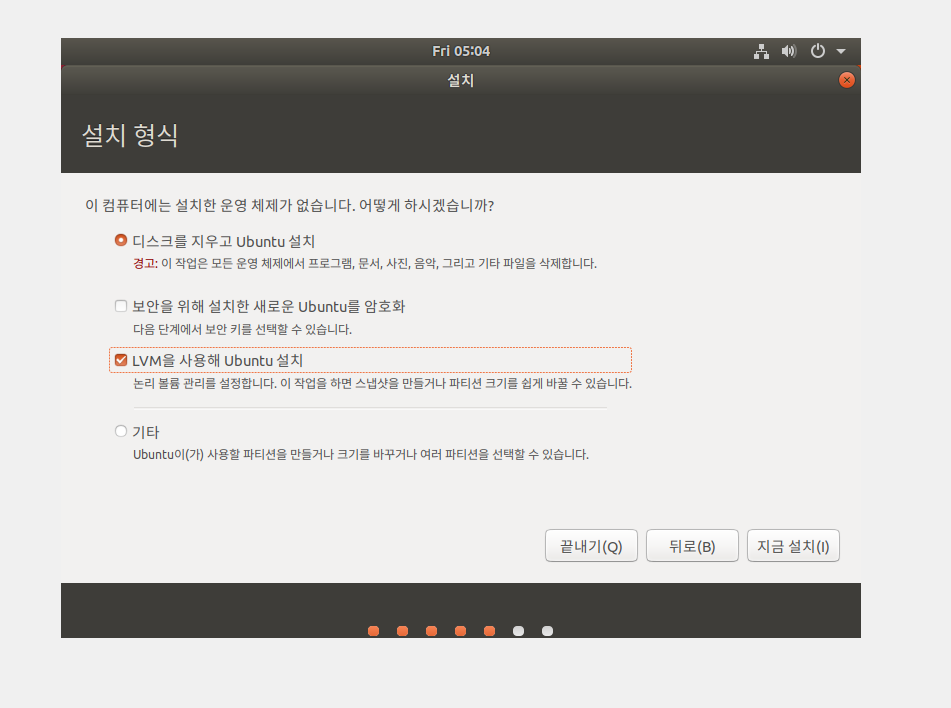 Fri 05:04
설치
설치 형식
이 컴퓨터에는 설치한 운영 체제가 없습니다. 어떻게 하시겠습니까?
디스크를 지우고 Ubuntu 설치
경고: 이 작업은 모든 운영 체제에서 프로그램, 문서, 사진, 음악, 그리고 기타 파일을 삭제합니다.
보안을 위해 설치한 새로운 Ubuntu를 암호화
다음 단계에서 보안 키를 선택할 수 있습니다.
LVM을 사용해 Ubuntu 설치
논리 볼륨 관리를 설정합니다. 이 작업을 하면 스냅샷을 만들거나 파티션 크기를 쉽게 바꿀 수 있습니다.
기타
Ubuntu이(가) 사용할 파티션을 만들거나 크기를 바꾸거나 여러 파티션을 선택할 수 있습니다.
끝내기(Q) 뒤로(B) 지금 설치(I)